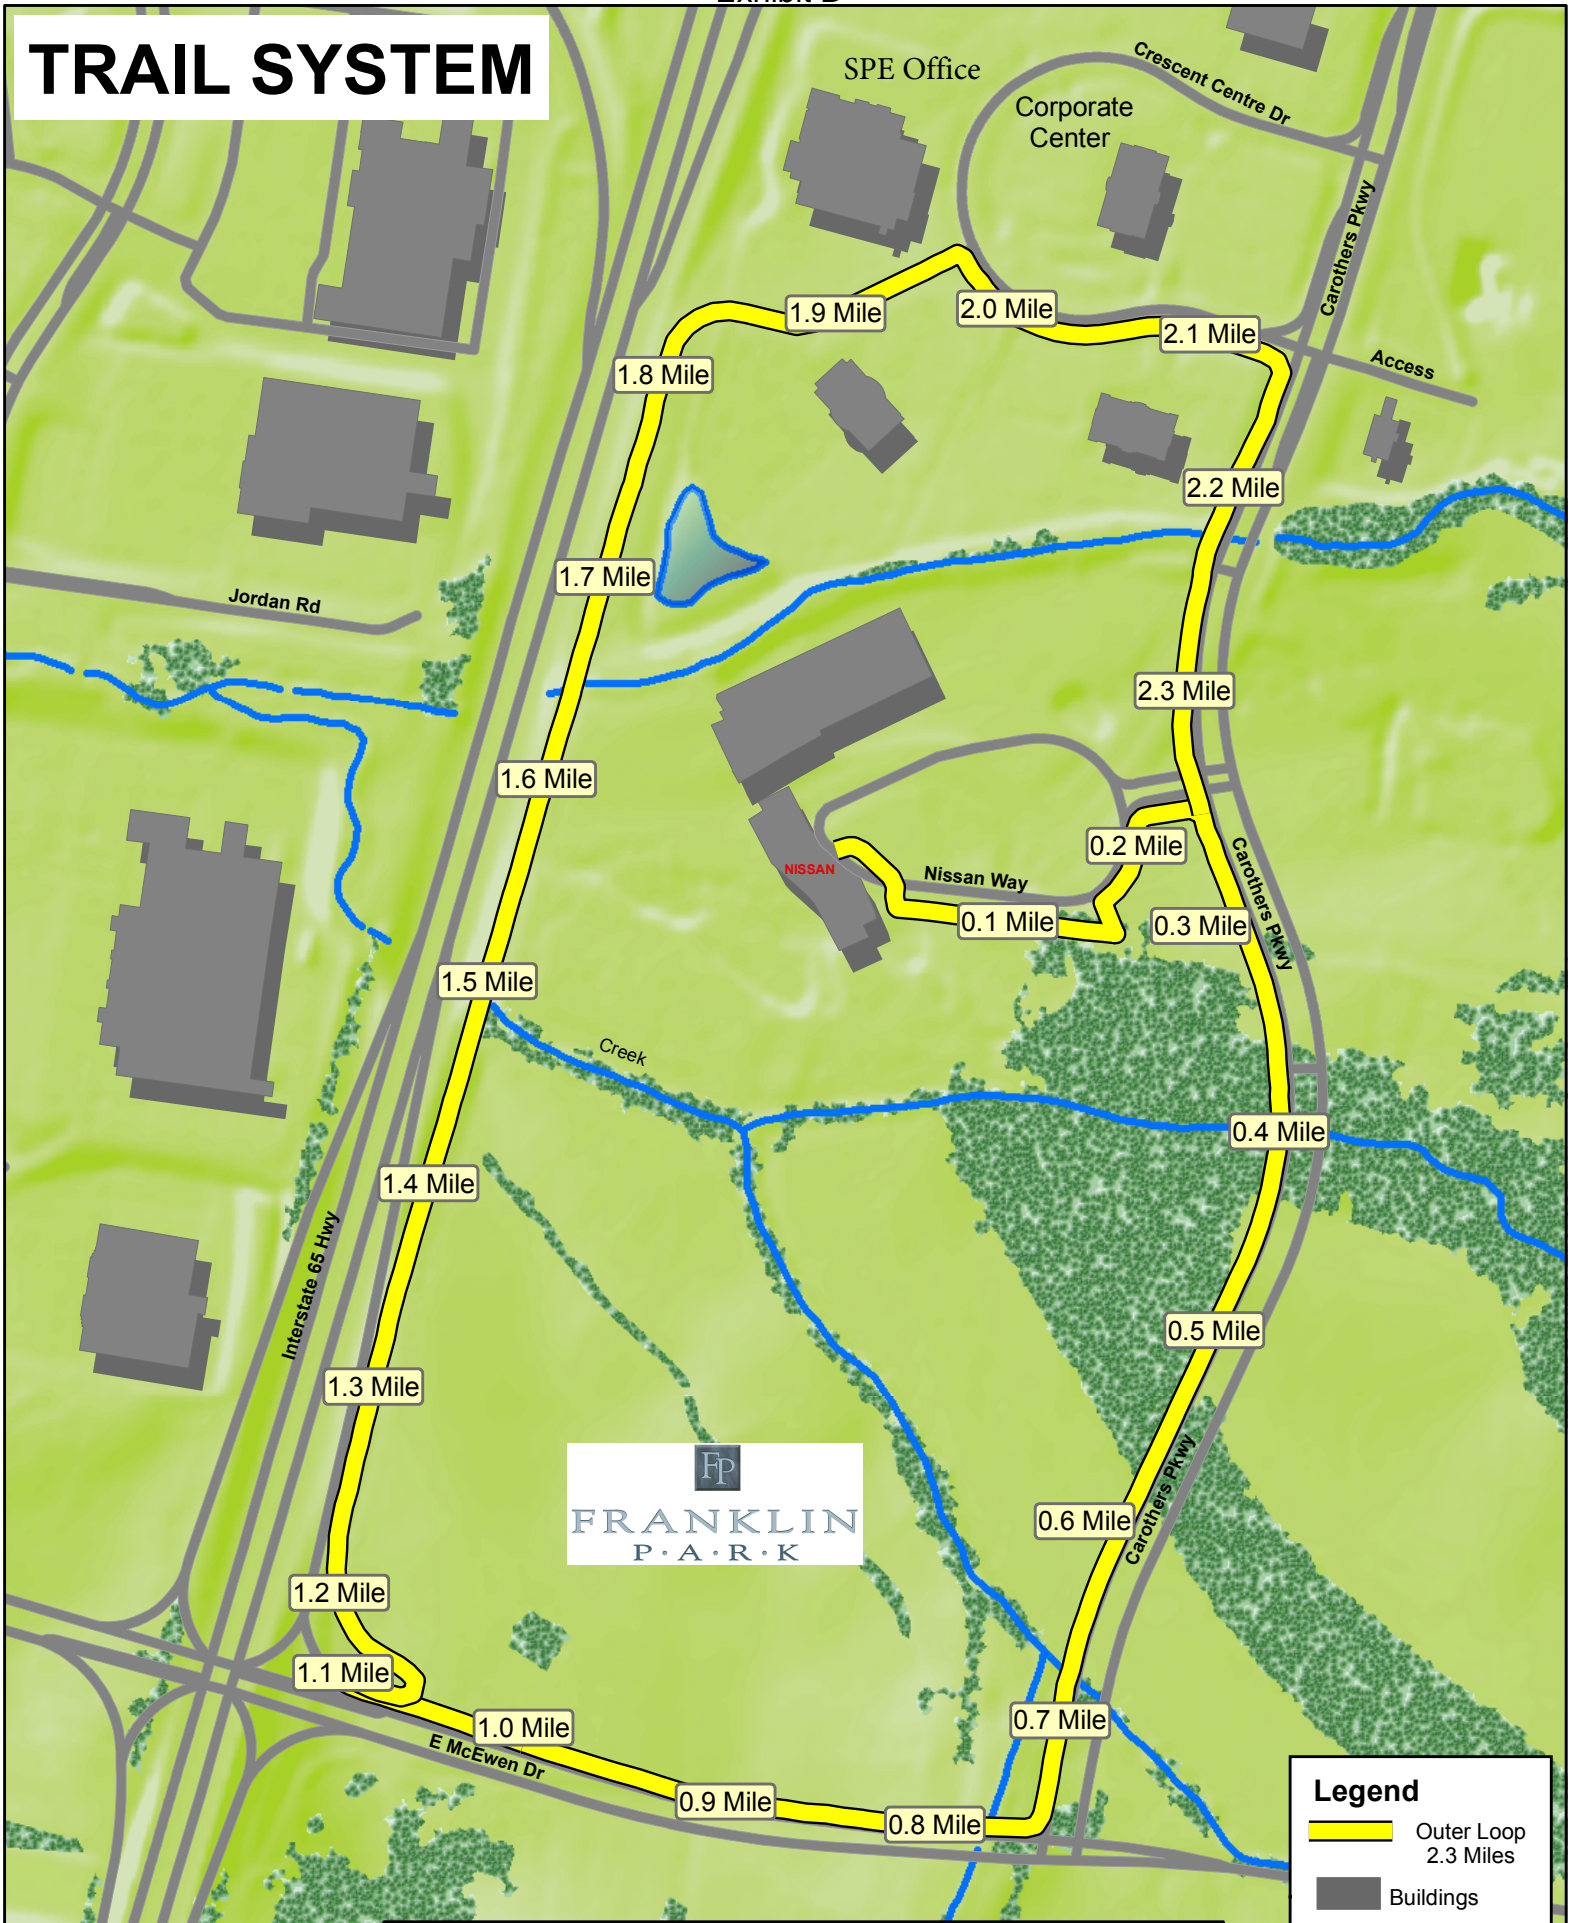 Exhibit B
TRAIL SYSTEM
SPE Office
Crescent Centre Dr
Corporate
Center
Carothers Pkwy
1.9 Mile
2.0 Mile
2.1 Mile
Access
1.8 Mile
2.2 Mile
1.7 Mile
Jordan Rd
2.3 Mile
1.6 Mile
0.2 Mile
NISSAN
Nissan Way
Carothers Pkwy
0.1 Mile
0.3 Mile
1.5 Mile
Creek
0.4 Mile
1.4 Mile
Interstate 65 Hwy
0.5 Mile
1.3 Mile
FP
FRANKLIN
P·A·R·K
0.6 Mile
Carothers Pkwy
1.2 Mile
1.1 Mile
1.0 Mile
0.7 Mile
E McEwen Dr
0.9 Mile
0.8 Mile
Legend
Outer Loop
2.3 Miles
Buildings